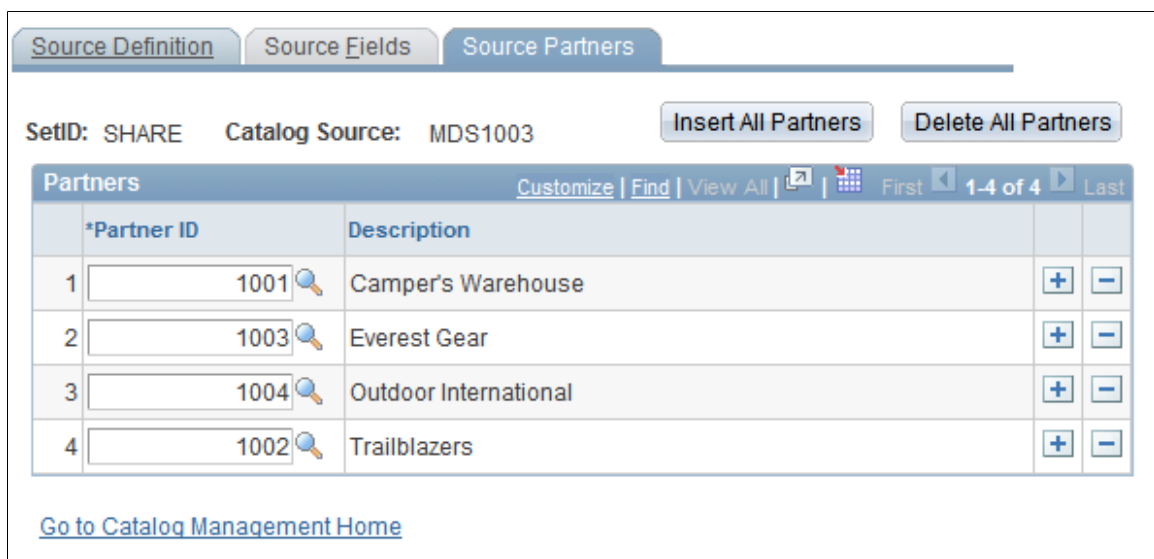 Source Definition Source Fields Source Partners
SetID: SHARE Catalog Source: MDS1003 Insert All Partners Delete All Partners
Partners Customize | Find | View All | | First 1-4 of 4 Last
*Partner ID Description
1 1001 Camper's Warehouse
2 1003 Everest Gear
3 1004 Outdoor International
4 1002 Trailblazers
Go to Catalog Management Home